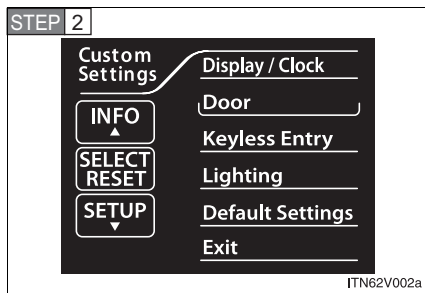 STEP 2
Custom
Settings
INFO
SELECT
RESET
SETUP
Display / Clock
Door
Keyless Entry
Lighting
Default Settings
Exit
ITN62V002a